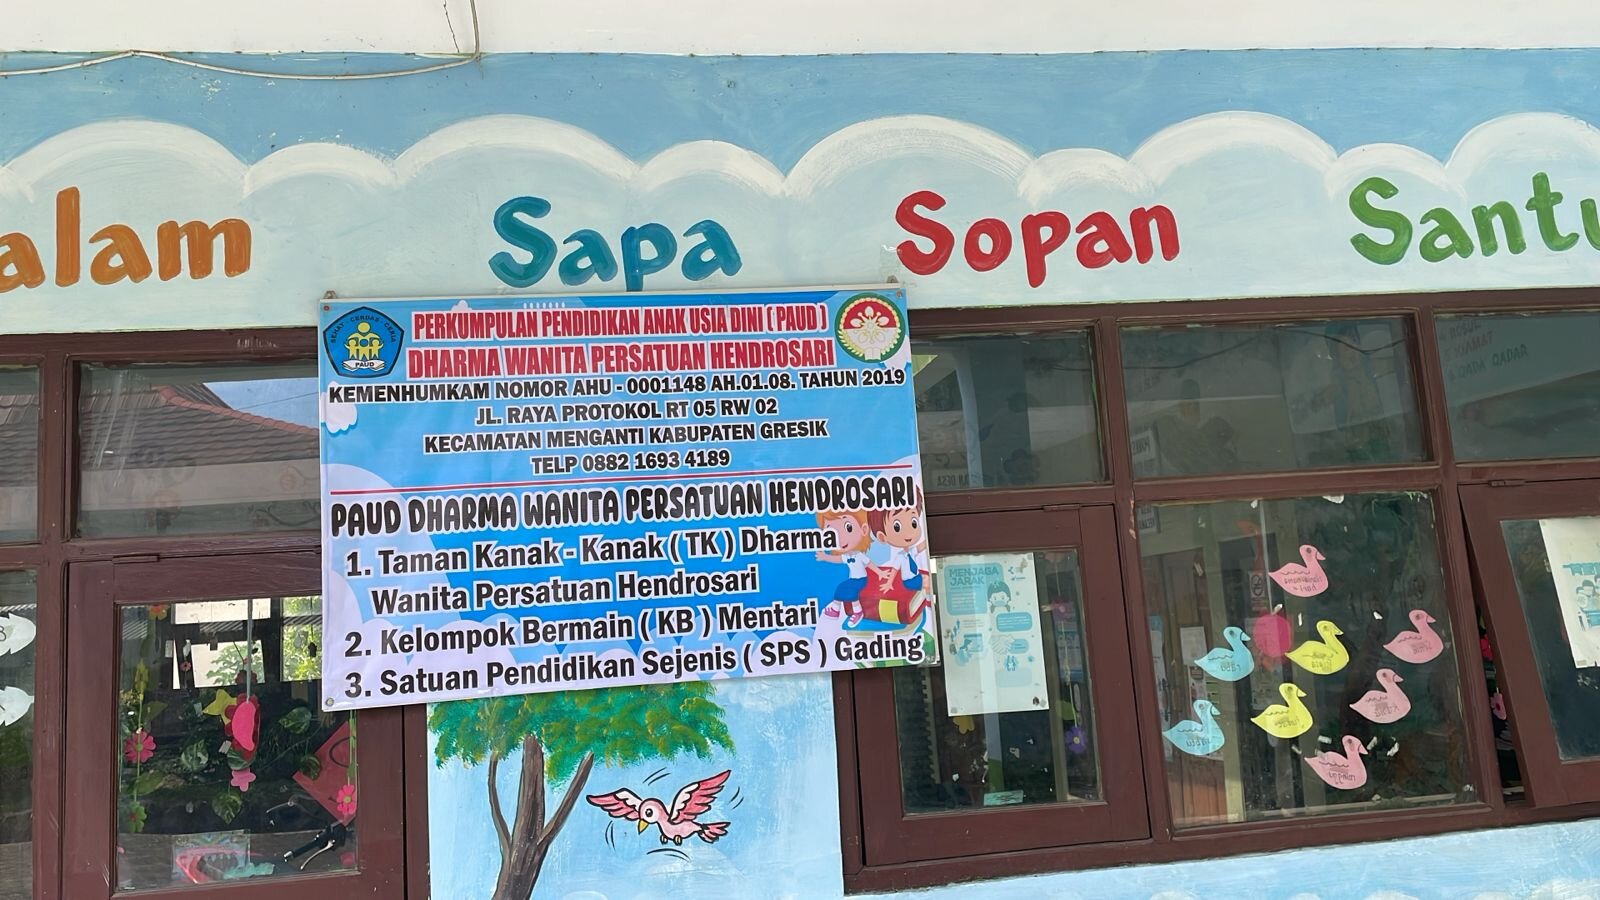 alam Sapa Sopan Santu
SEHAT CERDAS CERIA
PAUD
PERKUMPULAN PENDIDIKAN ANAK USIA DINI ( PAUD )
DHARMA WANITA PERSATUAN HENDROSARI
KEMENHUMKAM NOMOR AHU - 0001148 AH.01.08. TAHUN 2019
JL. RAYA PROTOKOL RT 05 RW 02
KECAMATAN MENGANTI KABUPATEN GRESIK
TELP 0882 1693 4189
PAUD DHARMA WANITA PERSATUAN HENDROSARI
1. Taman Kanak - Kanak ( TK ) Dharma
Wanita Persatuan Hendrosari
2. Kelompok Bermain ( KB ) Mentari
3. Satuan Pendidikan Sejenis ( SPS ) Gading
MENJAGA
JARAK